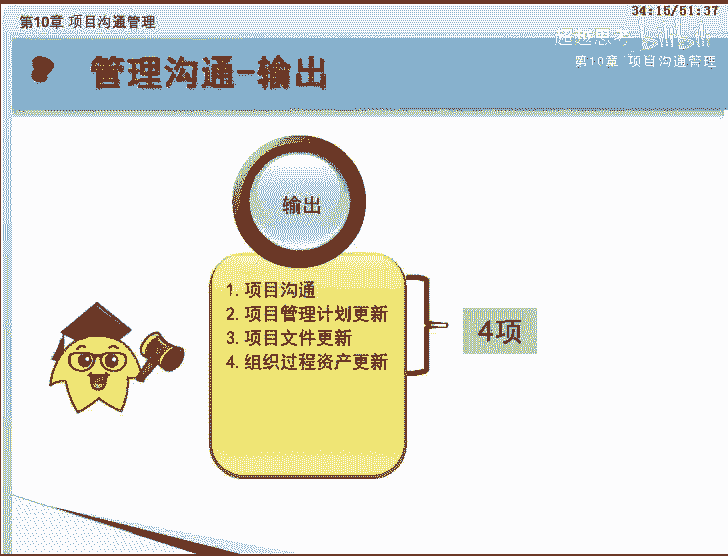 第10章 项目沟通管理
34:15/51:37
超越思考 bilibili
第10章 项目沟通管理
管理沟通-输出
输出
1. 项目沟通
2. 项目管理计划更新
3. 项目文件更新
4. 组织过程资产更新
4项